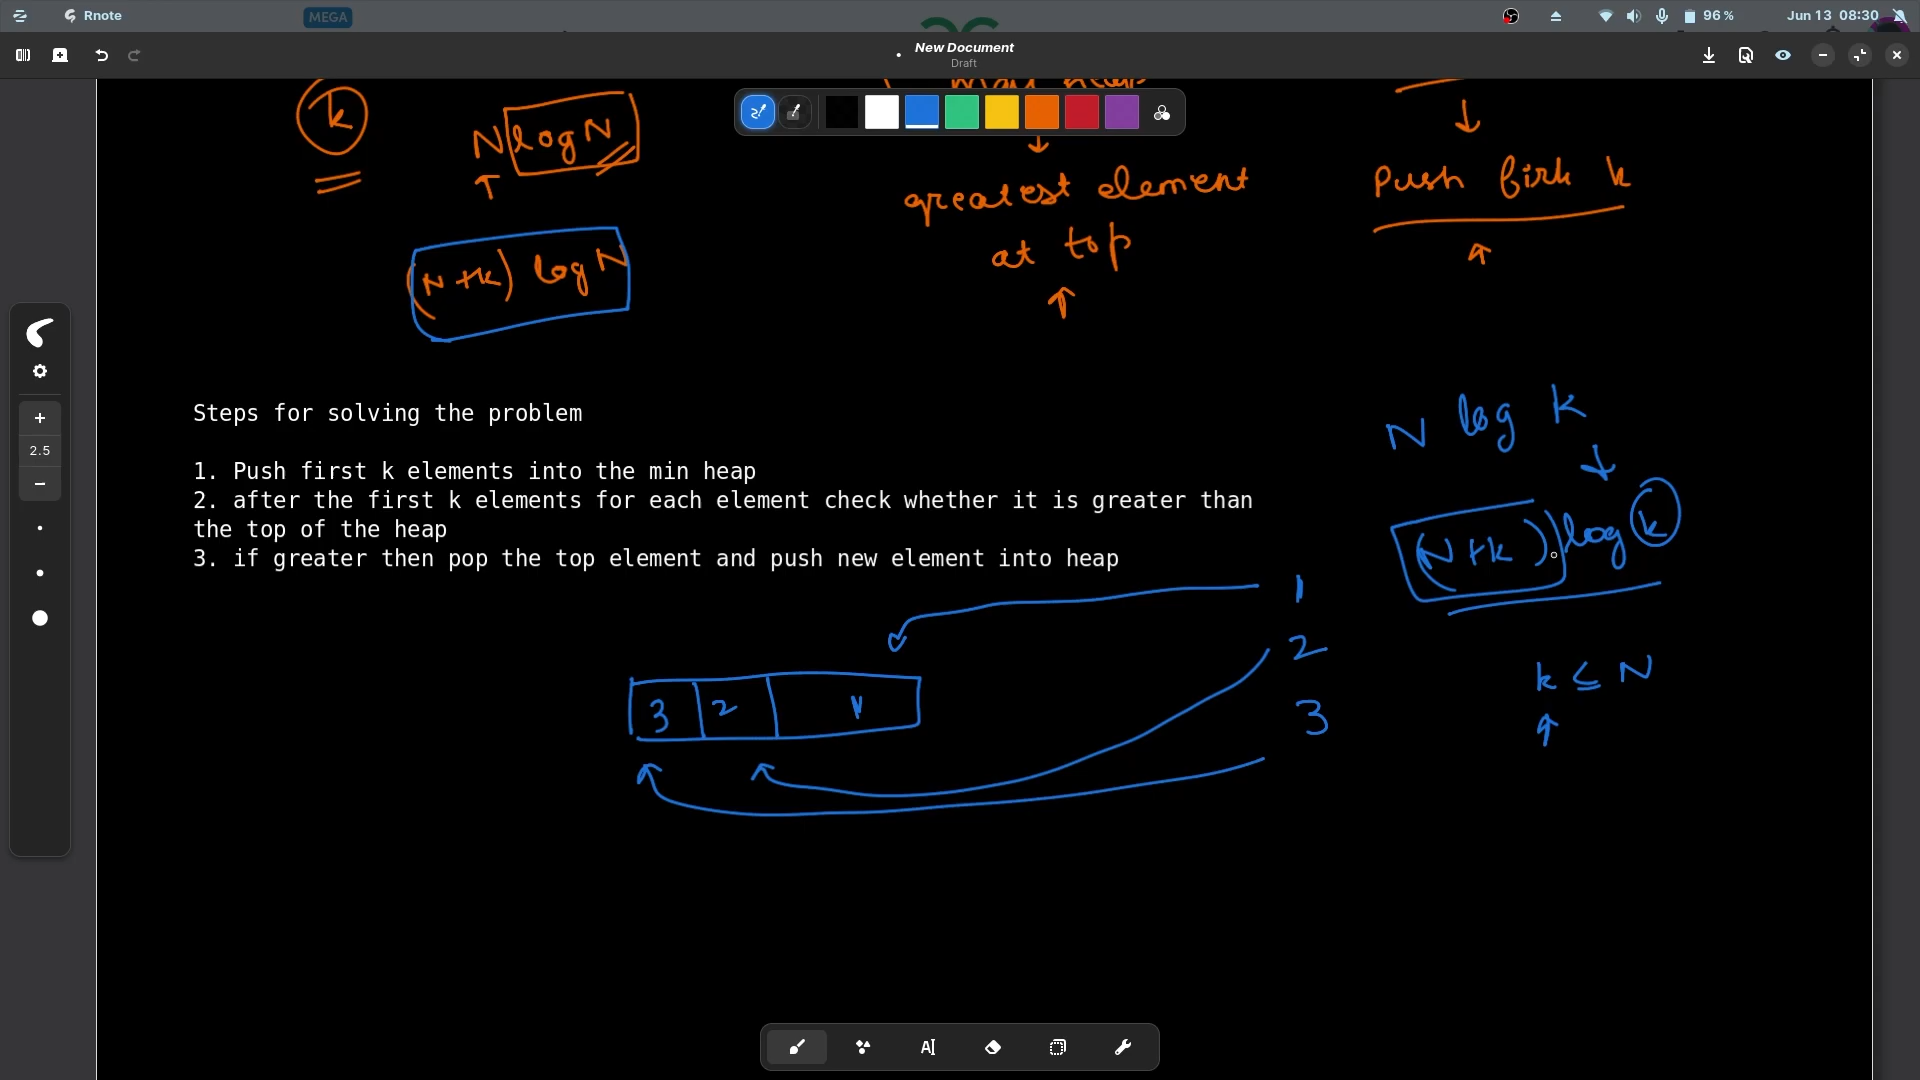 Rnote
MEGA
96 %
Jun 13 08:30
New Document
Draft
k
N log N
greatest element
at top
Push first k
(N+k) log N
2.5
Steps for solving the problem
1. Push first k elements into the min heap
2. after the first k elements for each element check whether it is greater than
the top of the heap
3. if greater then pop the top element and push new element into heap
N log k
(N+k) log k
1
2
3
3 2 1
k ≤ N